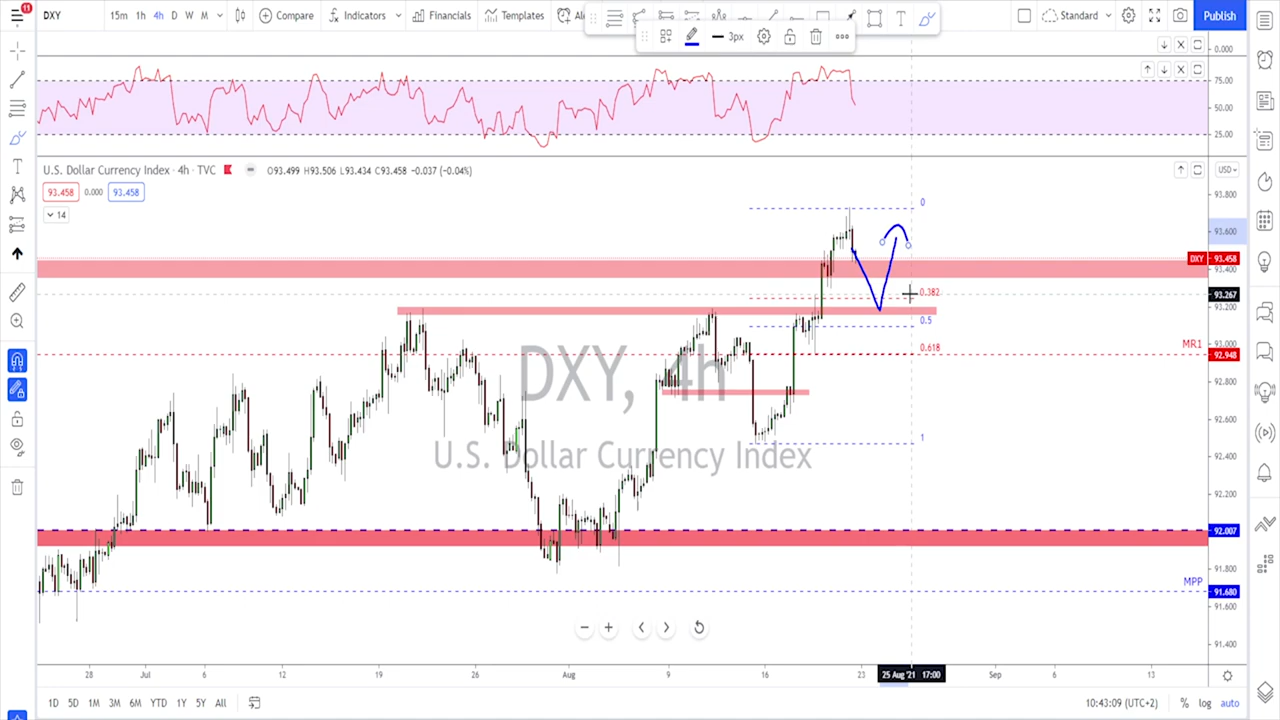 11
DXY 15m 1h 4h D W M Compare Indicators Financials Templates Standard Publish
3px
0.000
75.00
50.00
25.00
U.S. Dollar Currency Index · 4h · TVC O93.499 H93.506 L93.434 C93.458 −0.037 (−0.04%)
USD
93.458 0.000 93.458
14
93.800
0
93.600
DXY 93.458
93.400
0.382
93.267
93.200
0.5
93.000
MR1
0.618
92.948
DXY, 4h
U.S. Dollar Currency Index
92.800
92.600
1
92.400
92.200
92.007
91.800
MPP
91.680
91.600
91.400
28 Jul 6 12 19 26 Aug 9 16 23 25 Aug '21 17:00 Sep 6 13
1D 5D 1M 3M 6M YTD 1Y 5Y All 10:43:09 (UTC+2) % log auto